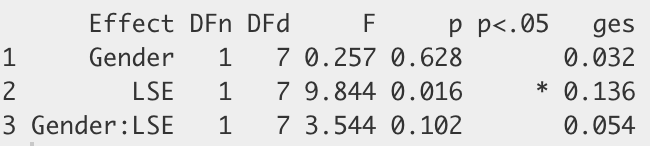 Effect DFn DFd F p p<.05 ges
1 Gender 1 7 0.257 0.628 0.032
2 LSE 1 7 9.844 0.016 * 0.136
3 Gender:LSE 1 7 3.544 0.102 0.054